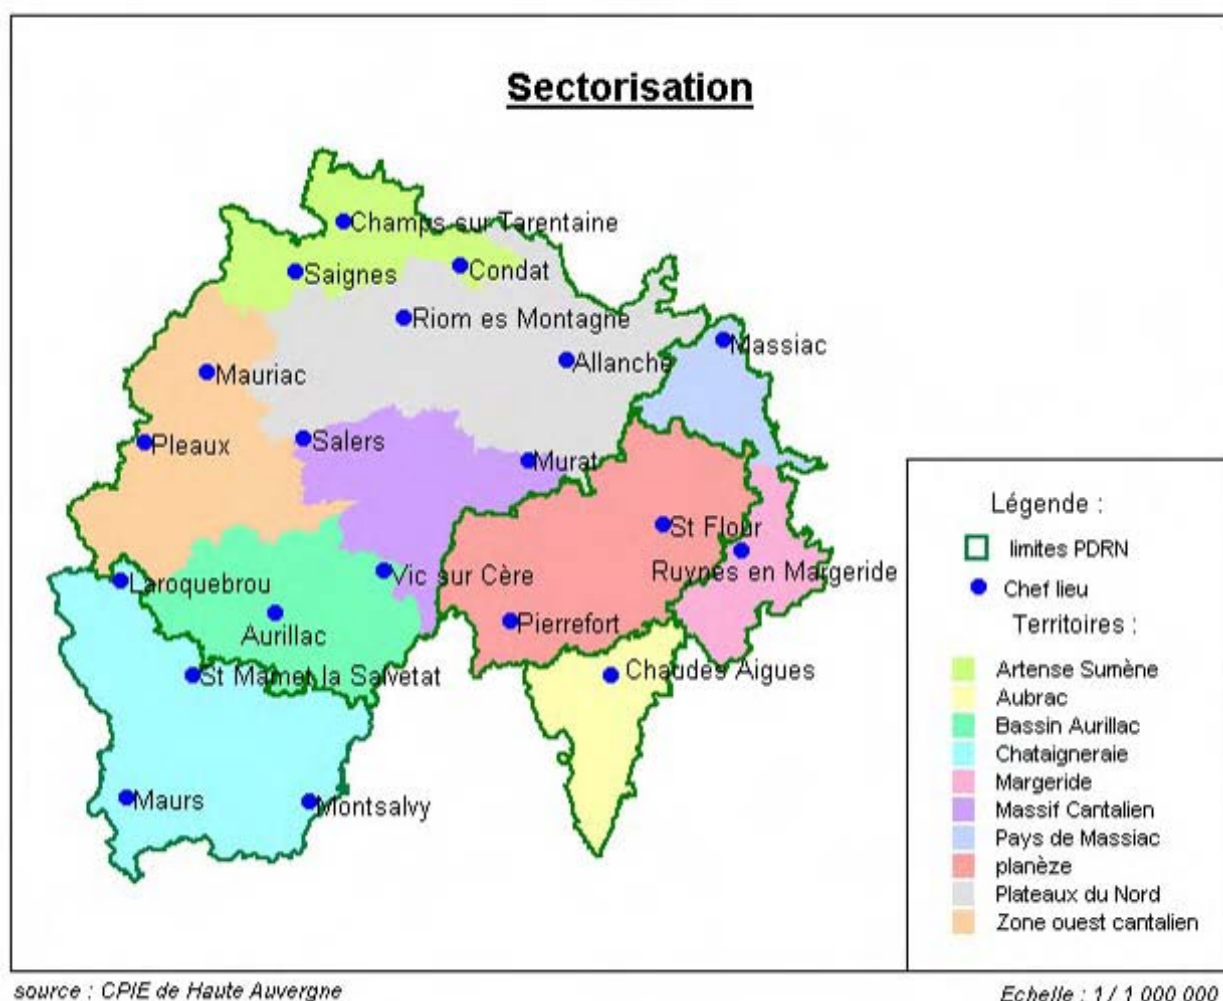 Sectorisation
Champs sur Tarentaine
Saignes
Condat
Riom es Montagne
Massiac
Allanche
Mauriac
Pleaux
Salers
Murat
St Flour
Ruynes en Margeride
Laroquebrou
Vic sur Cère
Aurillac
Pierrefort
St Mamet la Salvetat
Chaudes Aigues
Maurs
Montsalvy
Légende :
limites PDRN
Chef lieu
Territoires :
Artense Sumène
Aubrac
Bassin Aurillac
Chataigneraie
Margeride
Massif Cantalien
Pays de Massiac
planèze
Plateaux du Nord
Zone ouest cantalien
source : CPIE de Haute Auvergne
Echelle : 1 / 1 000 000